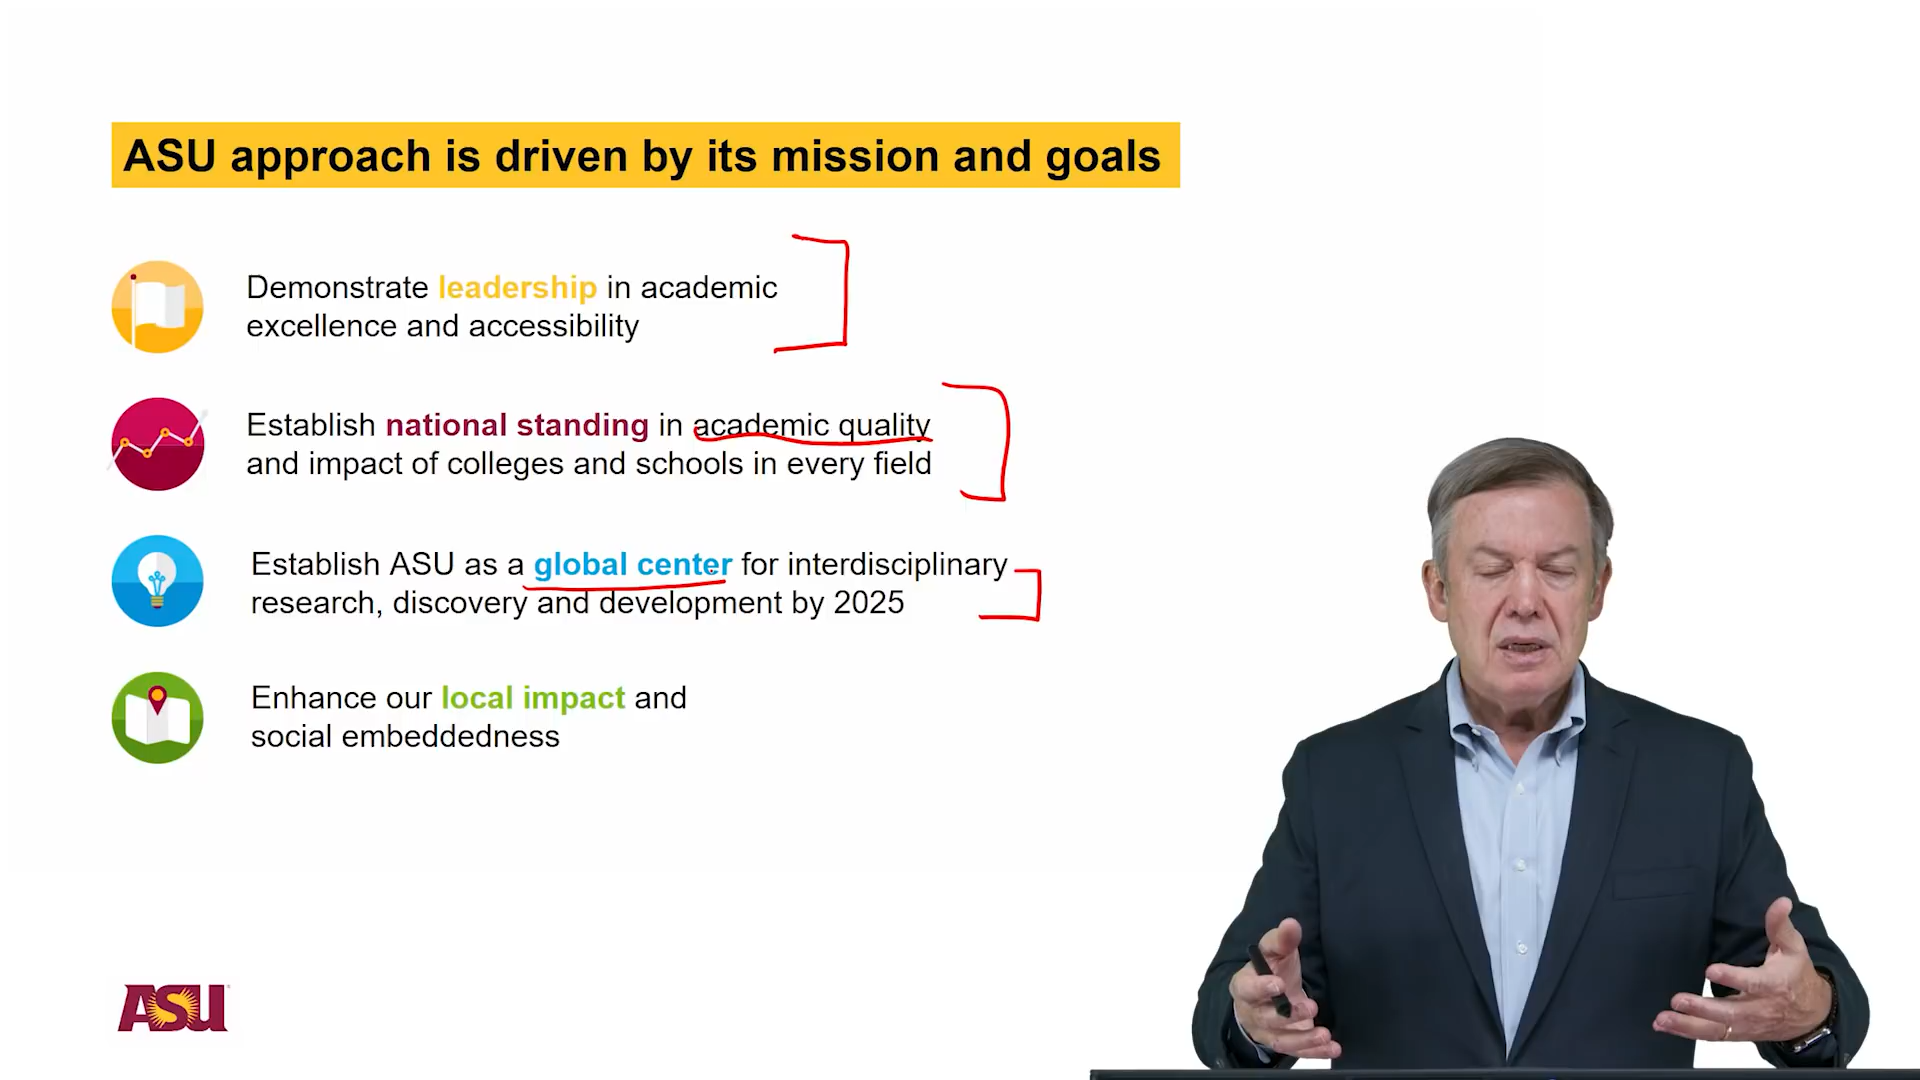 ASU approach is driven by its mission and goals
Demonstrate leadership in academic
excellence and accessibility
Establish national standing in academic quality
and impact of colleges and schools in every field
Establish ASU as a global center for interdisciplinary
research, discovery and development by 2025
Enhance our local impact and
social embeddedness
ASU